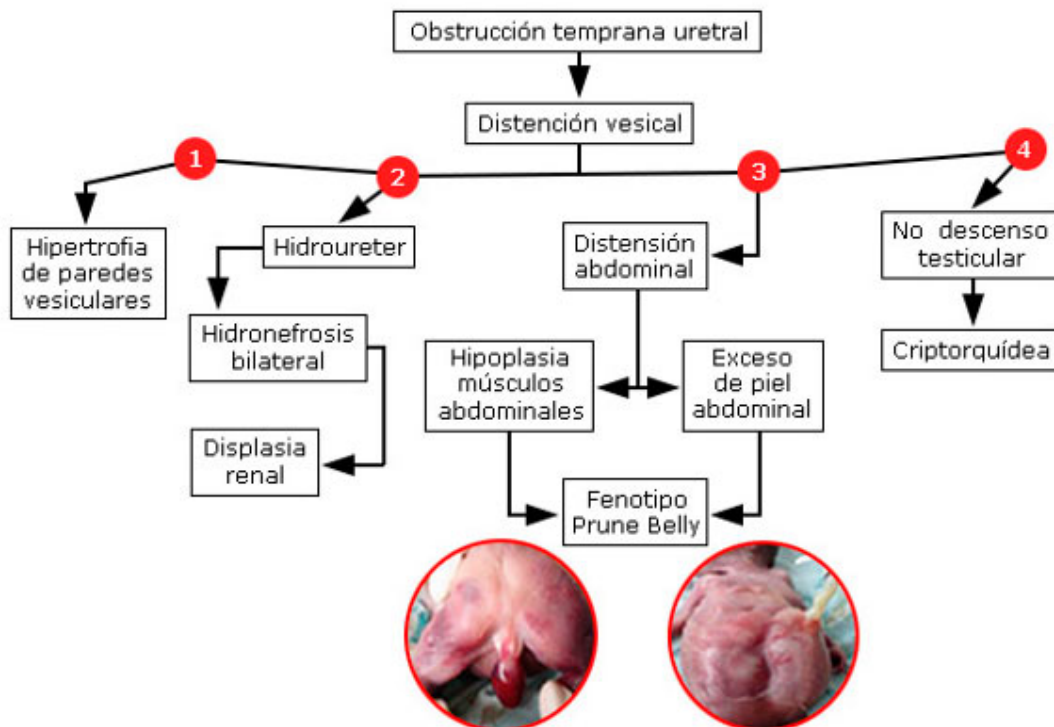 Obstrucción temprana uretral
Distención vesical
1
2
3
4
Hipertrofia
de paredes
vesiculares
Hidroureter
Distensión
abdominal
No descenso
testicular
Hidronefrosis
bilateral
Hipoplasia
músculos
abdominales
Exceso
de piel
abdominal
Criptorquídea
Displasia
renal
Fenotipo
Prune Belly